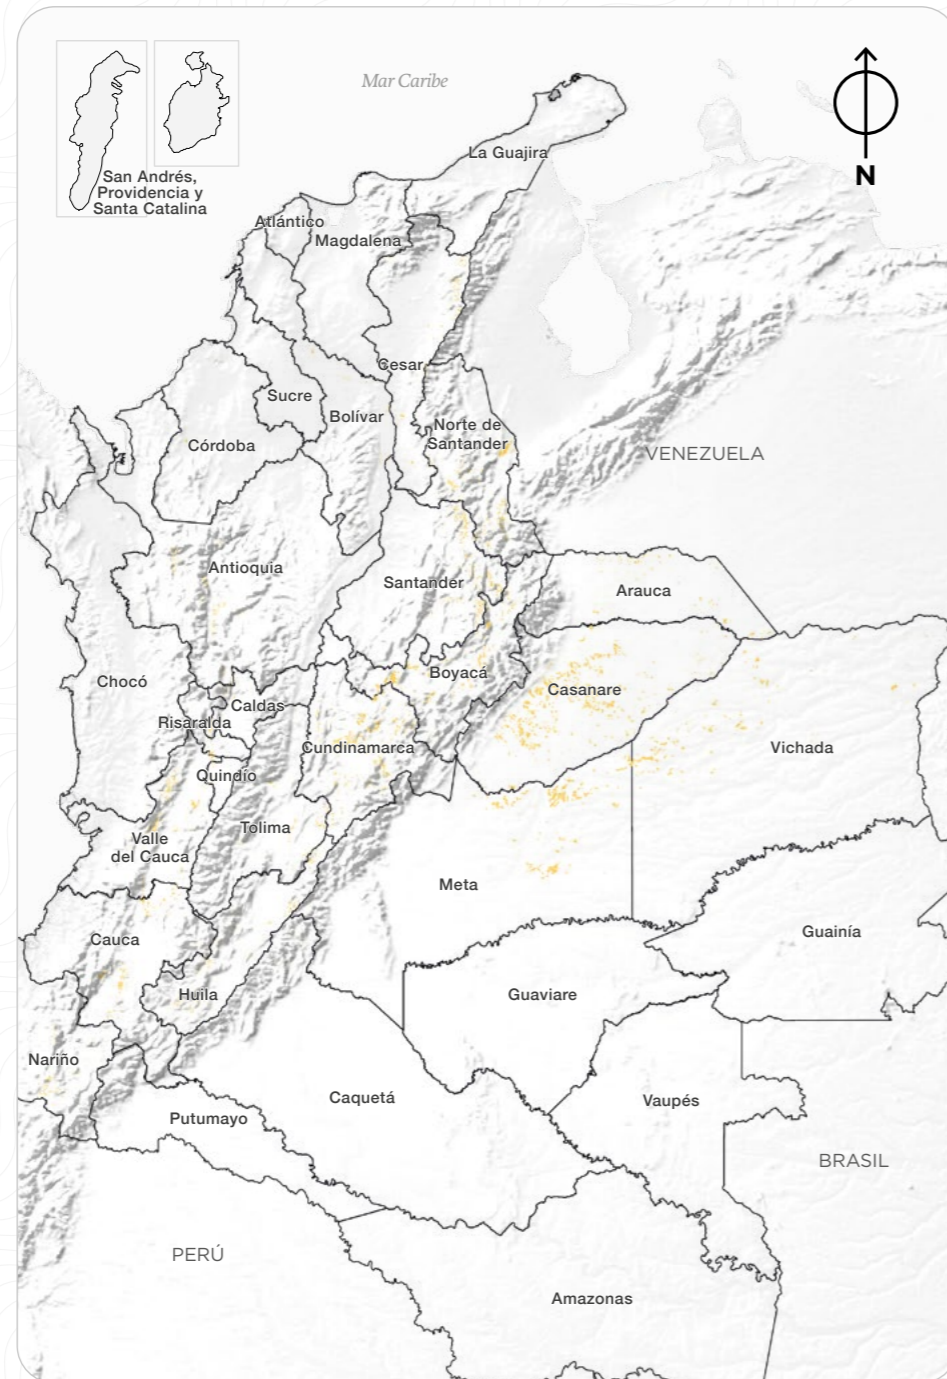 Mar Caribe
N
San Andrés,
Providencia y
Santa Catalina
La Guajira
Atlántico
Magdalena
Cesar
Sucre
Bolívar
Norte de
Santander
Córdoba
VENEZUELA
Antioquia
Santander
Arauca
Chocó
Boyacá
Casanare
Caldas
Risaralda
Cundinamarca
Vichada
Quindío
Tolima
Valle
del Cauca
Meta
Cauca
Guainía
Huila
Guaviare
Nariño
Caquetá
Vaupés
Putumayo
BRASIL
PERÚ
Amazonas